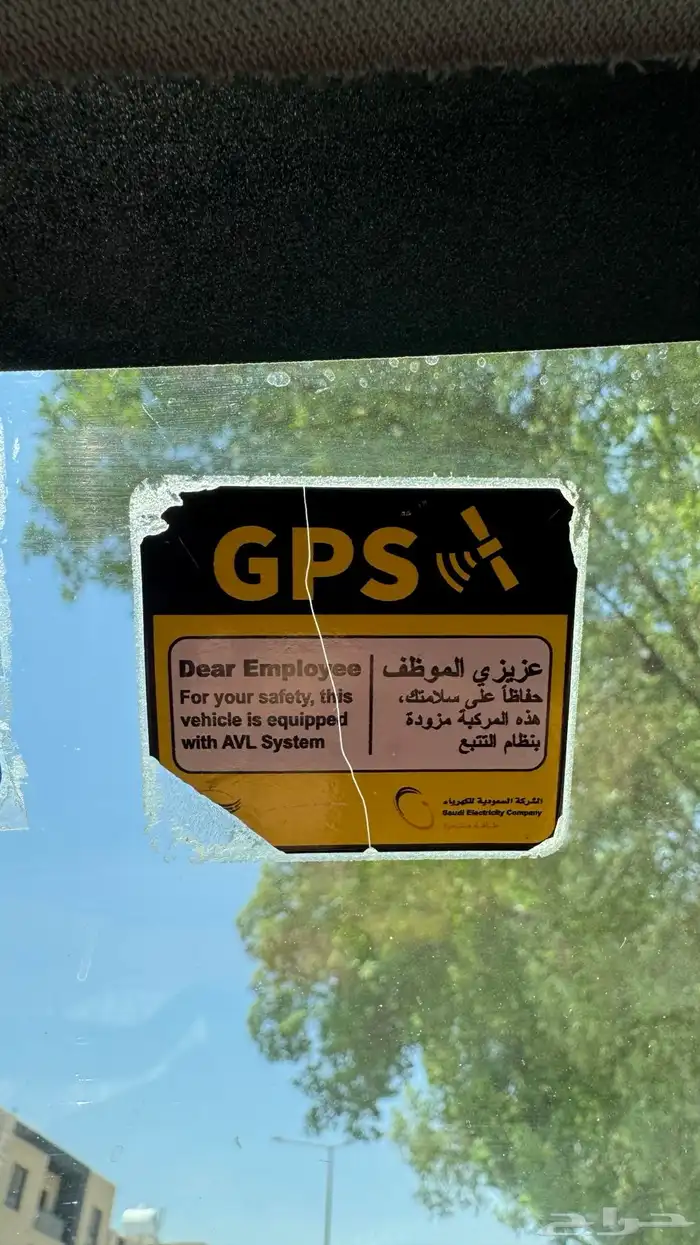 GPS
Dear Employee
For your safety, this
vehicle is equipped
with AVL System
عزيزي الموظف
حفاظاً على سلامتك،
هذه المركبة مزودة
بنظام التتبع
الشركة السعودية للكهرباء
Saudi Electricity Company
حراج